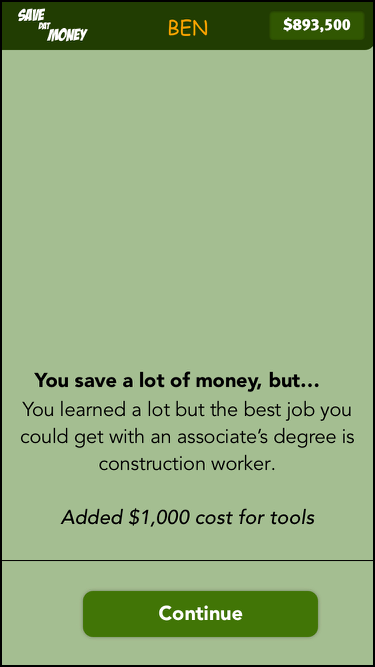 SAVE
DAT
MONEY
BEN
$893,500
You save a lot of money, but...
You learned a lot but the best job you
could get with an associate's degree is
construction worker.
Added $1,000 cost for tools
Continue